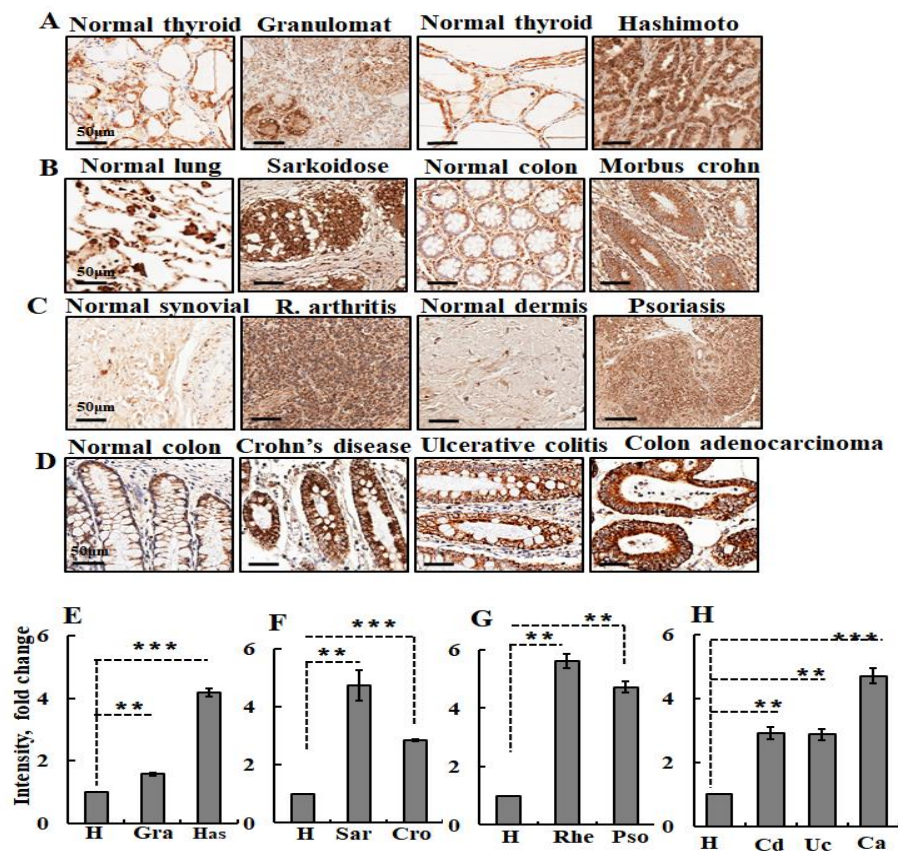 A Normal thyroid Granulomat Normal thyroid Hashimoto
50µm
B Normal lung Sarkoidose Normal colon Morbus crohn
50µm
C Normal synovial R. arthritis Normal dermis Psoriasis
50µm
D Normal colon Crohn's disease Ulcerative colitis Colon adenocarcinoma
50µm
E F G H
Intensity, fold change
6
4
2
0
***
**
H Gra Has
6
4
2
0
***
**
H Sar Cro
6
4
2
0
**
**
H Rhe Pso
6
4
2
0
***
**
**
H Cd Uc Ca